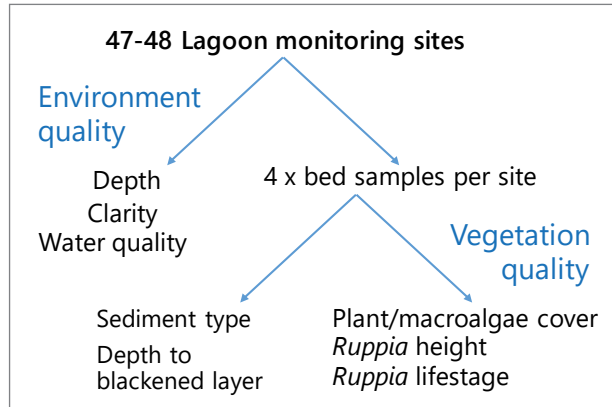 47-48 Lagoon monitoring sites
Environment
quality
Depth
Clarity
Water quality
4 x bed samples per site
Vegetation
quality
Sediment type
Depth to
blackened layer
Plant/macroalgae cover
Ruppia height
Ruppia lifestage